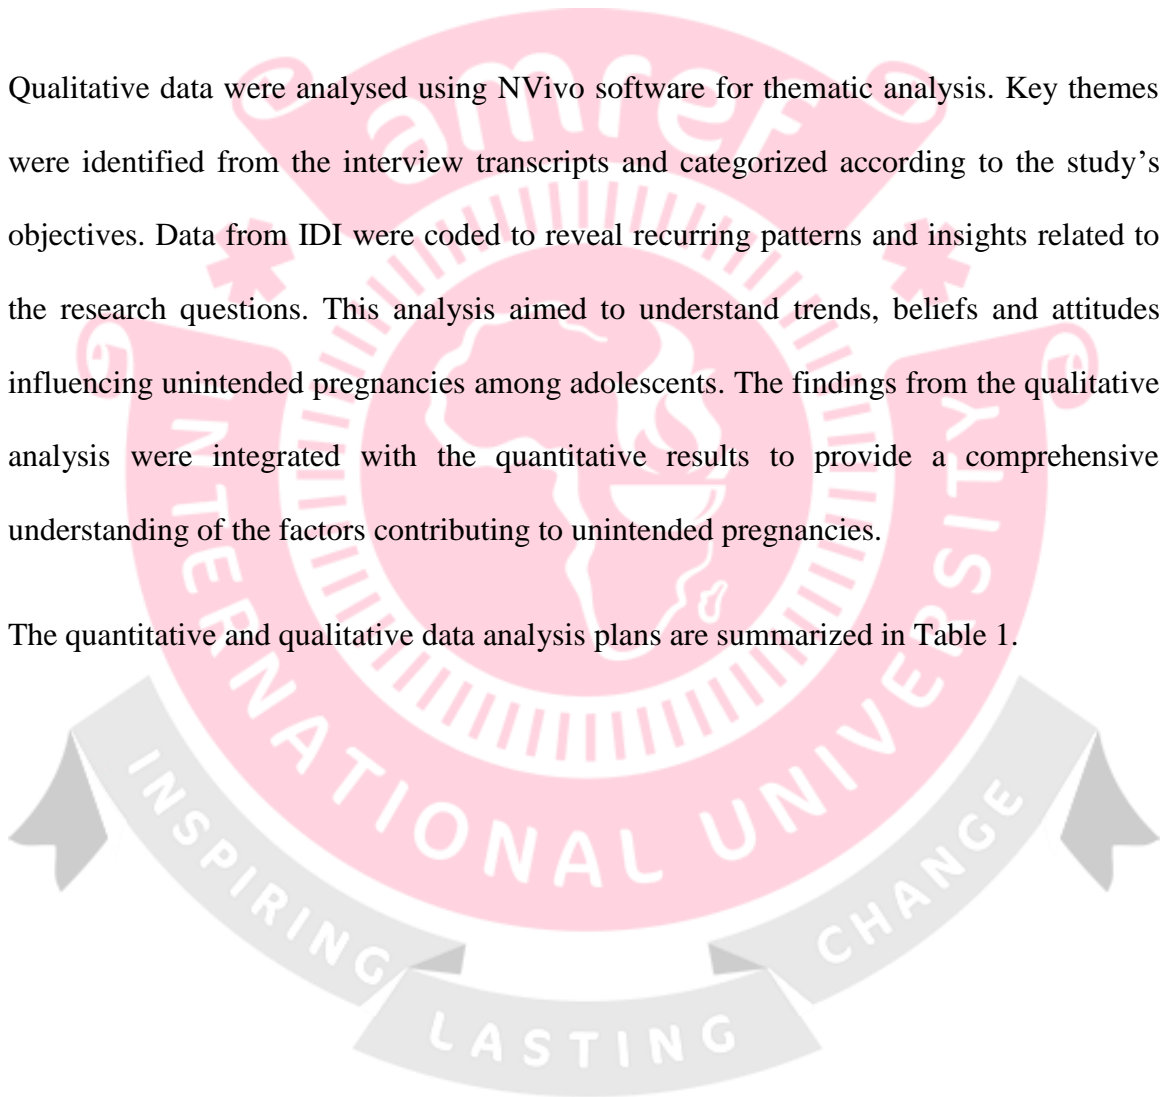 amref
Qualitative data were analysed using NVivo software for thematic analysis. Key themes
were identified from the interview transcripts and categorized according to the study’s
objectives. Data from IDI were coded to reveal recurring patterns and insights related to
the research questions. This analysis aimed to understand trends, beliefs and attitudes
influencing unintended pregnancies among adolescents. The findings from the qualitative
analysis were integrated with the quantitative results to provide a comprehensive
understanding of the factors contributing to unintended pregnancies.
The quantitative and qualitative data analysis plans are summarized in Table 1.
INTERNATIONAL UNIVERSITY
INSPIRING LASTING CHANGE